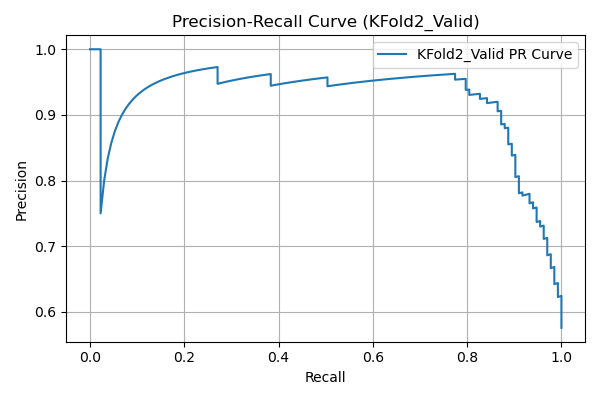 Precision-Recall Curve (KFold2_Valid)
KFold2_Valid PR Curve
Precision
1.0
0.9
0.8
0.7
0.6
0.0 0.2 0.4 0.6 0.8 1.0
Recall